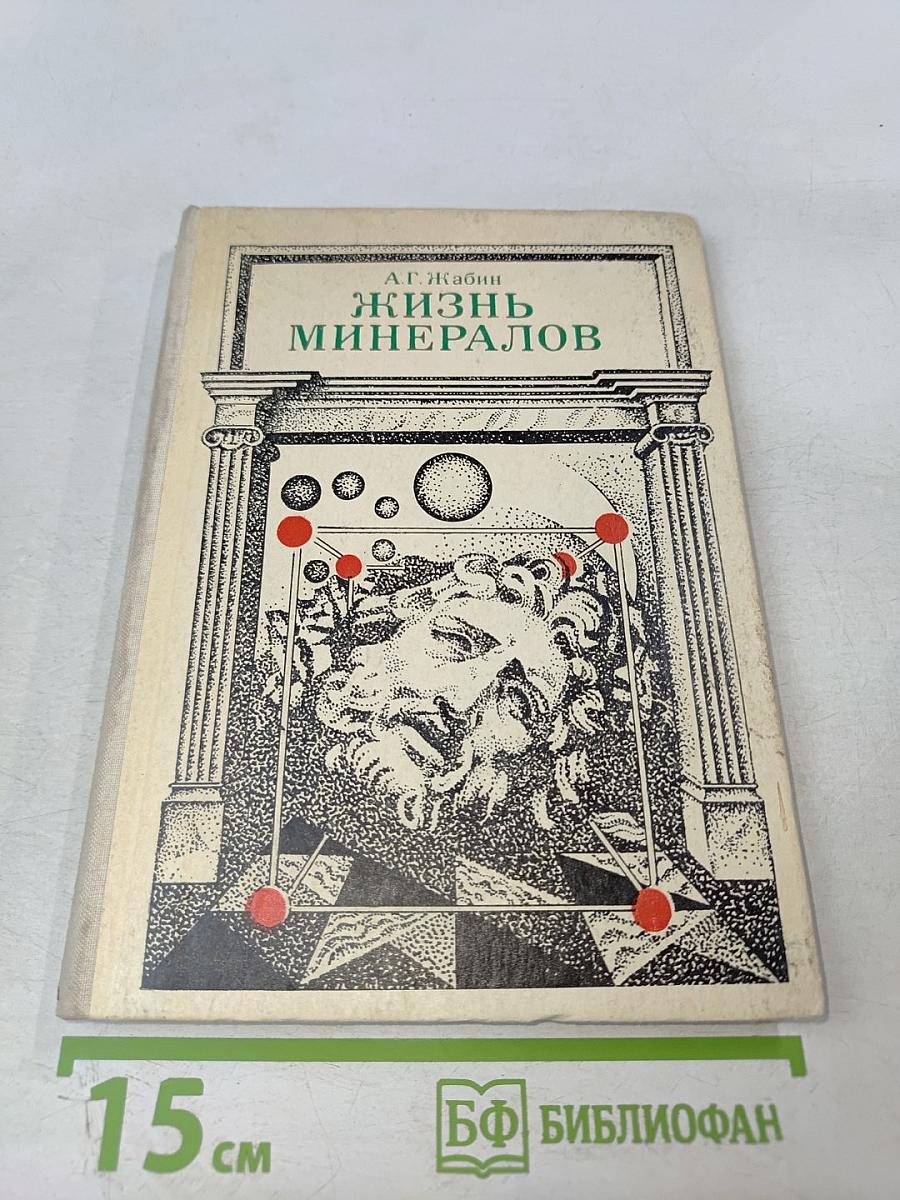 А.Г. Жабин
ЖИЗНЬ
МИНЕРАЛОВ
15 см
БФ БИБЛИОФАН